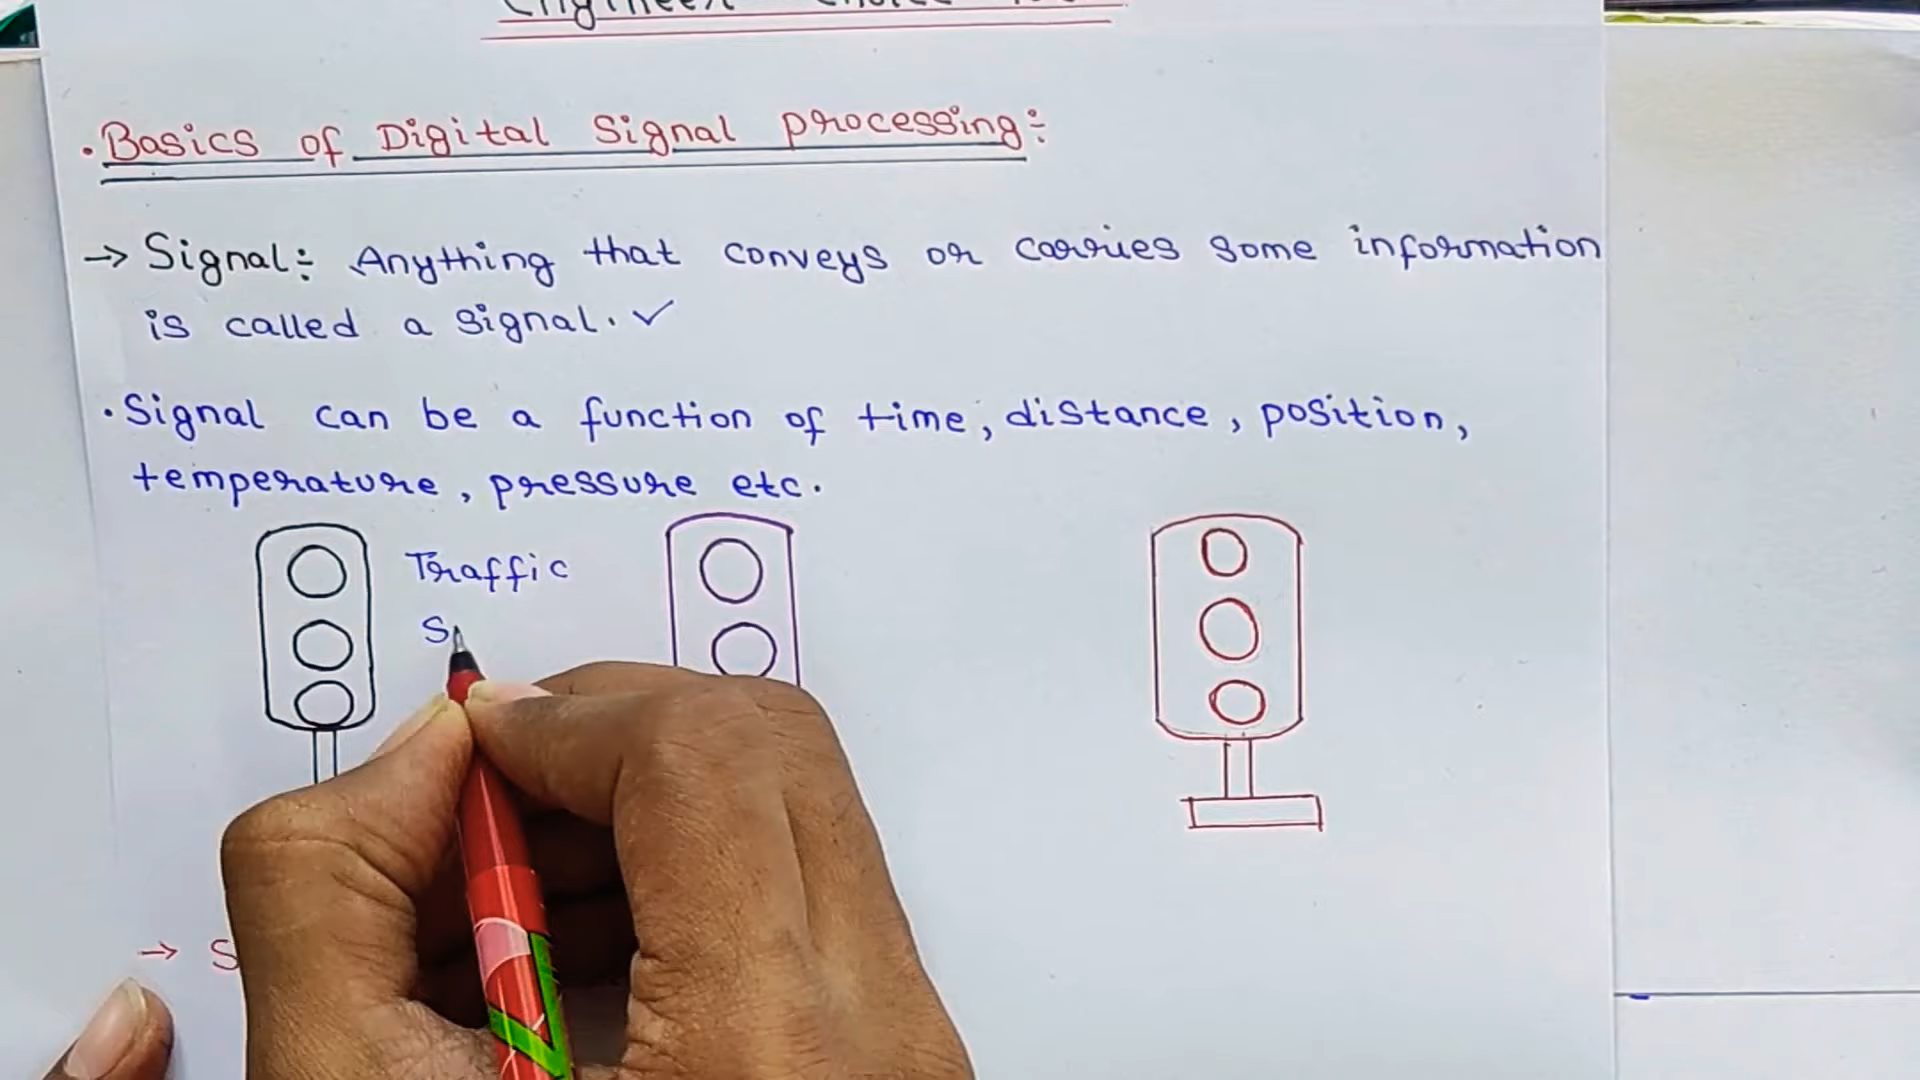 . Basics of Digital Signal processing:
→ Signal: Anything that conveys or carries some information
is called a signal. ✓
• Signal can be a function of time, distance, position,
temperature, pressure etc.
Traffic
S
→ S